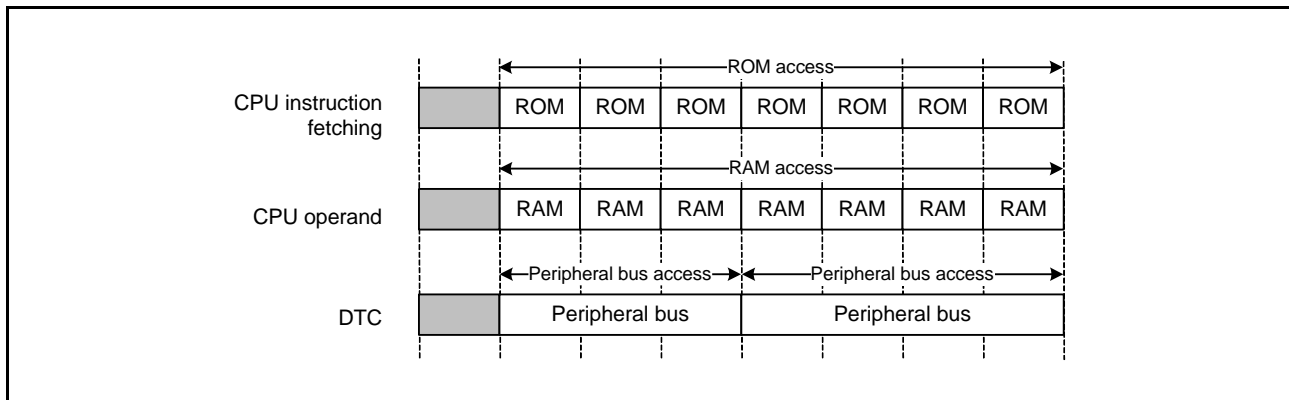 ROM access
CPU instruction
fetching
ROM ROM ROM ROM ROM ROM ROM
RAM access
CPU operand
RAM RAM RAM RAM RAM RAM RAM
Peripheral bus access Peripheral bus access
DTC
Peripheral bus Peripheral bus